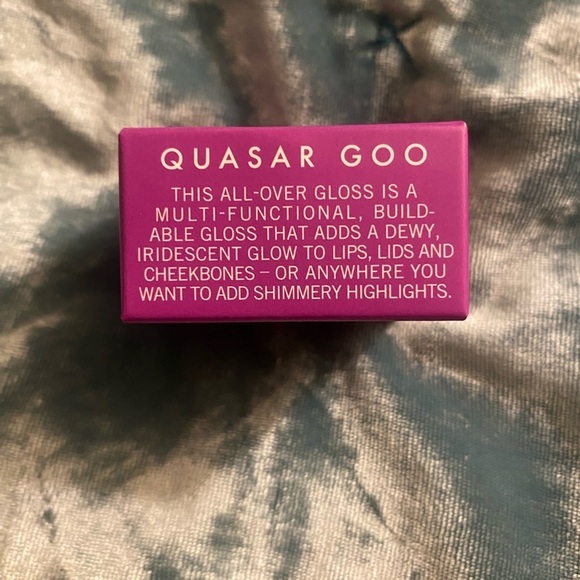 QUASAR GOO
THIS ALL-OVER GLOSS IS A
MULTI-FUNCTIONAL, BUILD-
ABLE GLOSS THAT ADDS A DEWY,
IRIDESCENT GLOW TO LIPS, LIDS AND
CHEEKBONES – OR ANYWHERE YOU
WANT TO ADD SHIMMERY HIGHLIGHTS.